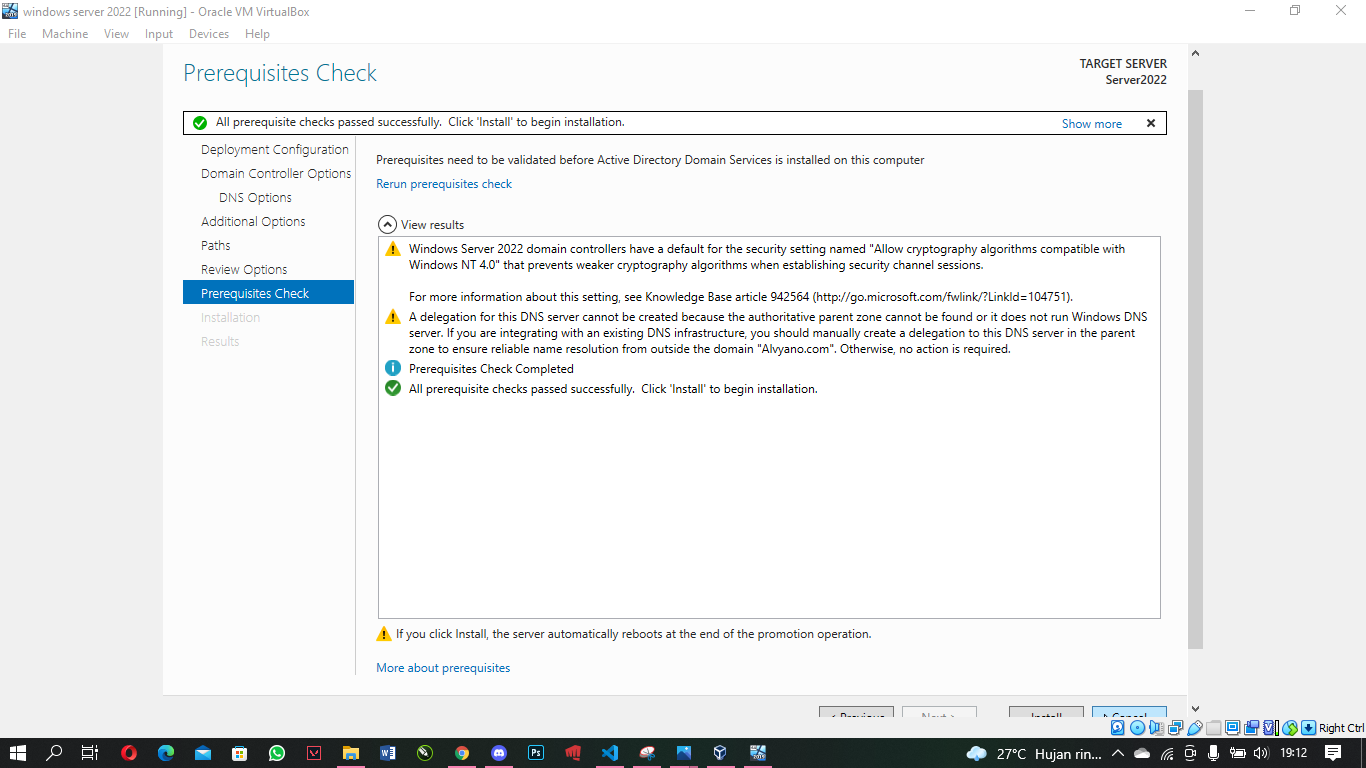 windows server 2022 [Running] - Oracle VM VirtualBox
File Machine View Input Devices Help
Prerequisites Check
TARGET SERVER
Server2022
All prerequisite checks passed successfully. Click 'Install' to begin installation.
Show more
Deployment Configuration
Domain Controller Options
DNS Options
Additional Options
Paths
Review Options
Prerequisites Check
Installation
Results
Prerequisites need to be validated before Active Directory Domain Services is installed on this computer
Rerun prerequisites check
View results
Windows Server 2022 domain controllers have a default for the security setting named "Allow cryptography algorithms compatible with
Windows NT 4.0" that prevents weaker cryptography algorithms when establishing security channel sessions.
For more information about this setting, see Knowledge Base article 942564 (http://go.microsoft.com/fwlink/?LinkId=104751).
A delegation for this DNS server cannot be created because the authoritative parent zone cannot be found or it does not run Windows DNS
server. If you are integrating with an existing DNS infrastructure, you should manually create a delegation to this DNS server in the parent
zone to ensure reliable name resolution from outside the domain "Alvyano.com". Otherwise, no action is required.
Prerequisites Check Completed
All prerequisite checks passed successfully. Click 'Install' to begin installation.
If you click Install, the server automatically reboots at the end of the promotion operation.
More about prerequisites
< Previous
Next >
Install
Cancel
Right Ctrl
27°C Hujan rin...
19:12